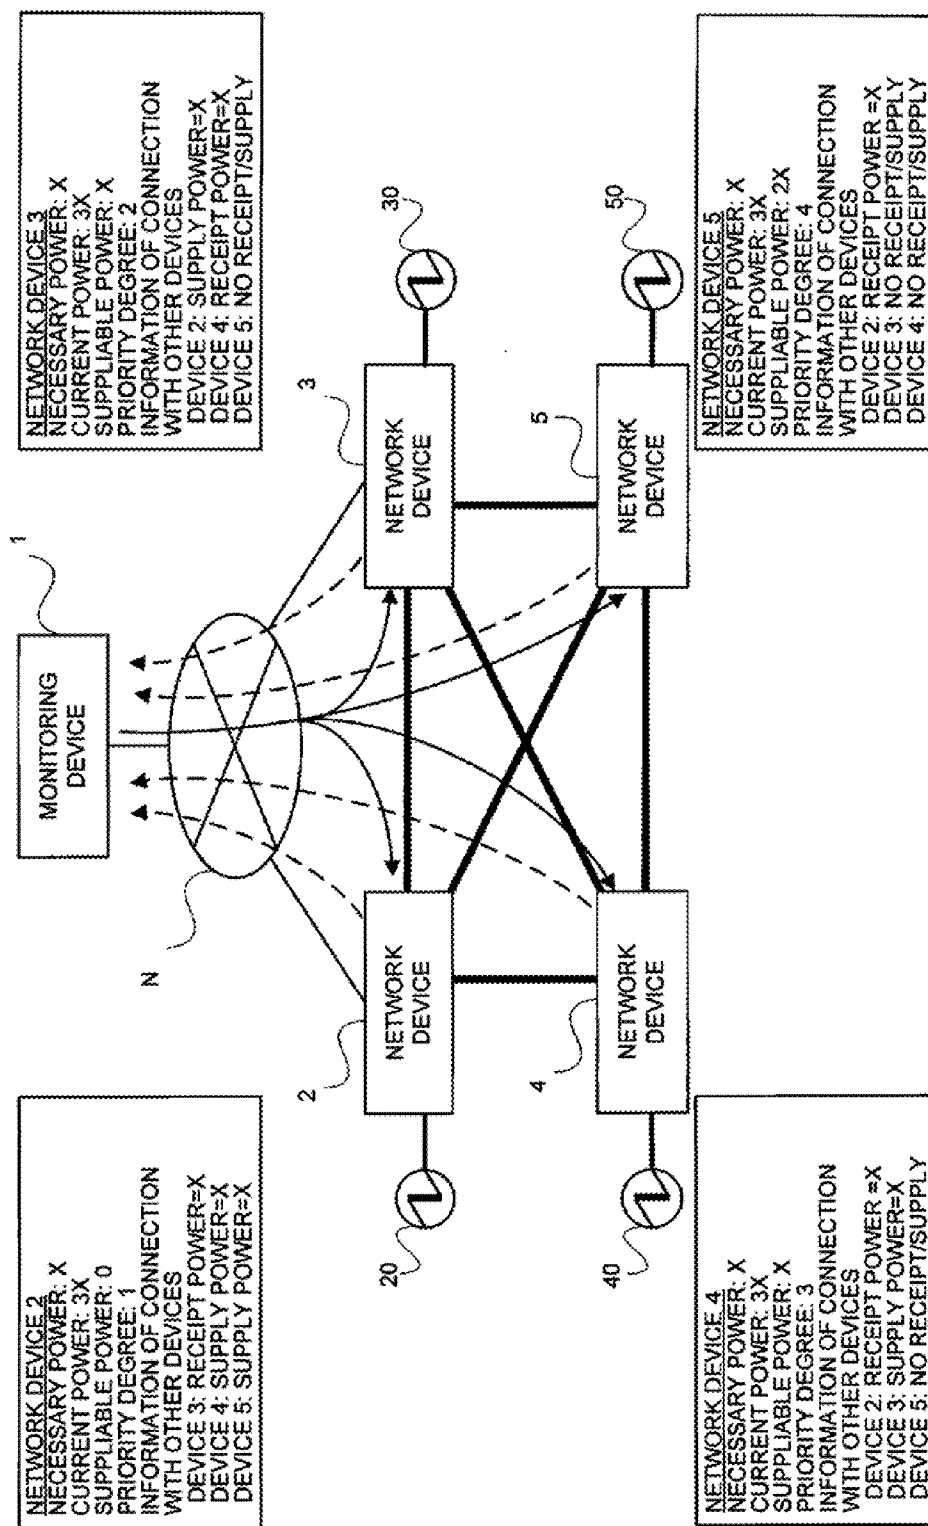 NETWORK DEVICE 2
NECESSARY POWER: X
CURRENT POWER: 3X
SUPPLIABLE POWER: 0
PRIORITY DEGREE: 1
INFORMATION OF CONNECTION
WITH OTHER DEVICES
DEVICE 3: RECEIPT POWER=X
DEVICE 4: SUPPLY POWER=X
DEVICE 5: SUPPLY POWER=X
MONITORING
DEVICE
1
NETWORK DEVICE 3
NECESSARY POWER: X
CURRENT POWER: 3X
SUPPLIABLE POWER: X
PRIORITY DEGREE: 2
INFORMATION OF CONNECTION
WITH OTHER DEVICES
DEVICE 2: SUPPLY POWER=X
DEVICE 4: RECEIPT POWER=X
DEVICE 5: NO RECEIPT/SUPPLY
N
2
3
20
NETWORK
DEVICE
NETWORK
DEVICE
30
4
5
40
NETWORK
DEVICE
NETWORK
DEVICE
50
NETWORK DEVICE 4
NECESSARY POWER: X
CURRENT POWER: 3X
SUPPLIABLE POWER: X
PRIORITY DEGREE: 3
INFORMATION OF CONNECTION
WITH OTHER DEVICES
DEVICE 2: RECEIPT POWER =X
DEVICE 3: SUPPLY POWER=X
DEVICE 5: NO RECEIPT/SUPPLY
NETWORK DEVICE 5
NECESSARY POWER: X
CURRENT POWER: 3X
SUPPLIABLE POWER: 2X
PRIORITY DEGREE: 4
INFORMATION OF CONNECTION
WITH OTHER DEVICES
DEVICE 2: RECEIPT POWER =X
DEVICE 3: NO RECEIPT/SUPPLY
DEVICE 4: NO RECEIPT/SUPPLY